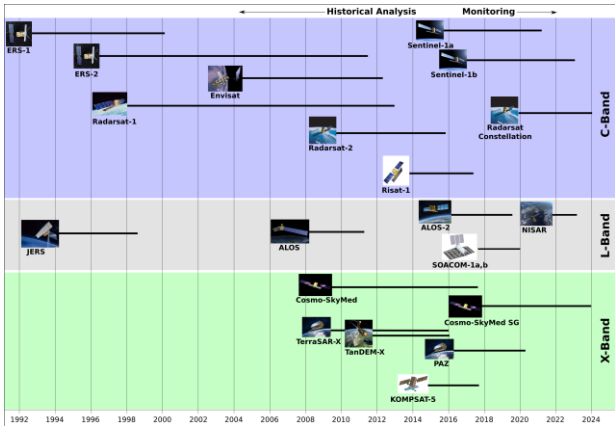 Historical Analysis Monitoring
ERS-1
ERS-2
Envisat
Radarsat-1
Radarsat-2
Risat-1
Sentinel-1a
Sentinel-1b
Radarsat
Constellation
C-Band
JERS
ALOS
ALOS-2
NISAR
SOACOM-1a,b
L-Band
Cosmo-SkyMed
Cosmo-SkyMed SG
TerraSAR-X
TanDEM-X
PAZ
KOMPSAT-5
X-Band
1992 1994 1996 1998 2000 2002 2004 2006 2008 2010 2012 2014 2016 2018 2020 2022 2024